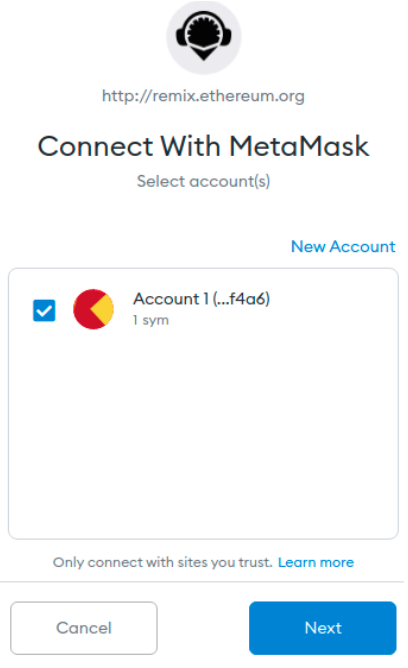 http://remix.ethereum.org
Connect With MetaMask
Select account(s)
New Account
Account 1 (...f4a6)
1 sym
Only connect with sites you trust. Learn more
Cancel
Next